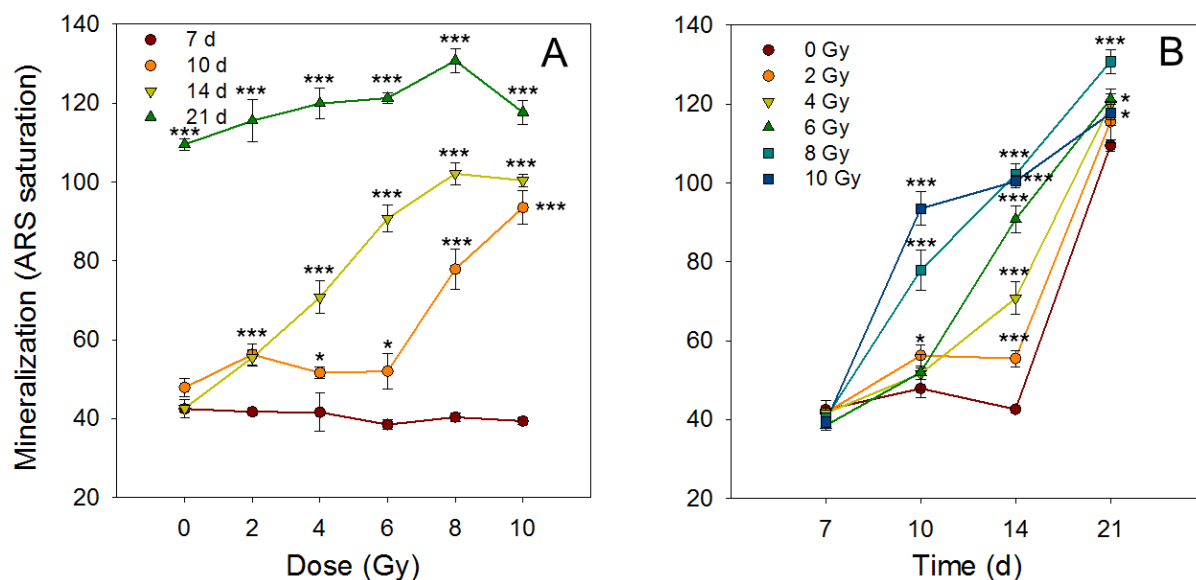 Mineralization (ARS saturation)
140
120
100
80
60
40
20
7 d
10 d
14 d
21 d
A
***
***
***
***
***
***
***
***
***
***
***
***
***
*
*
0 2 4 6 8 10
Dose (Gy)
140
120
100
80
60
40
20
0 Gy
2 Gy
4 Gy
6 Gy
8 Gy
10 Gy
B
***
*
*
***
***
***
***
***
***
***
*
7 10 14 21
Time (d)